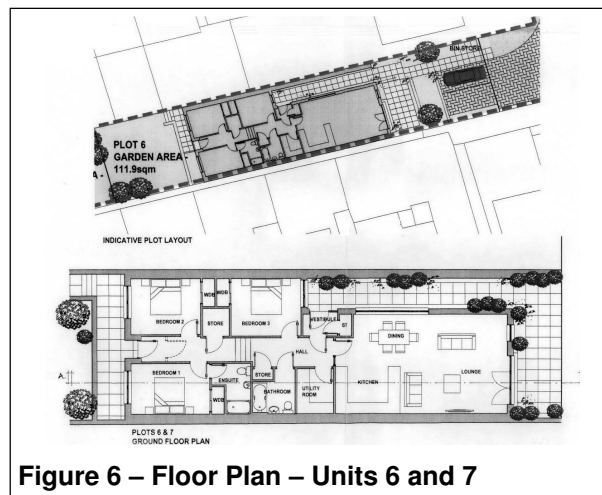 BIN STORE
PLOT 6
GARDEN AREA -
111.9sqm
A -
INDICATIVE PLOT LAYOUT
BEDROOM 2
WDB
WDB
BEDROOM 3
STORE
VESTIBULE
ST
DINING
HALL
A
BEDROOM 1
ENSUITE
STORE
WDB
BATHROOM
UTILITY
ROOM
KITCHEN
LOUNGE
PLOTS 6 & 7
GROUND FLOOR PLAN
Figure 6 – Floor Plan – Units 6 and 7